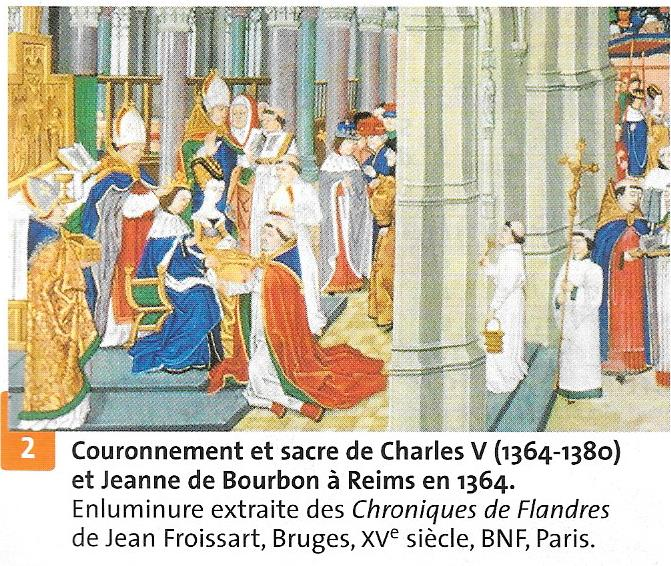 2
Couronnement et sacre de Charles V (1364-1380)
et Jeanne de Bourbon à Reims en 1364.
Enluminure extraite des Chroniques de Flandres
de Jean Froissart, Bruges, XVe siècle, BNF, Paris.